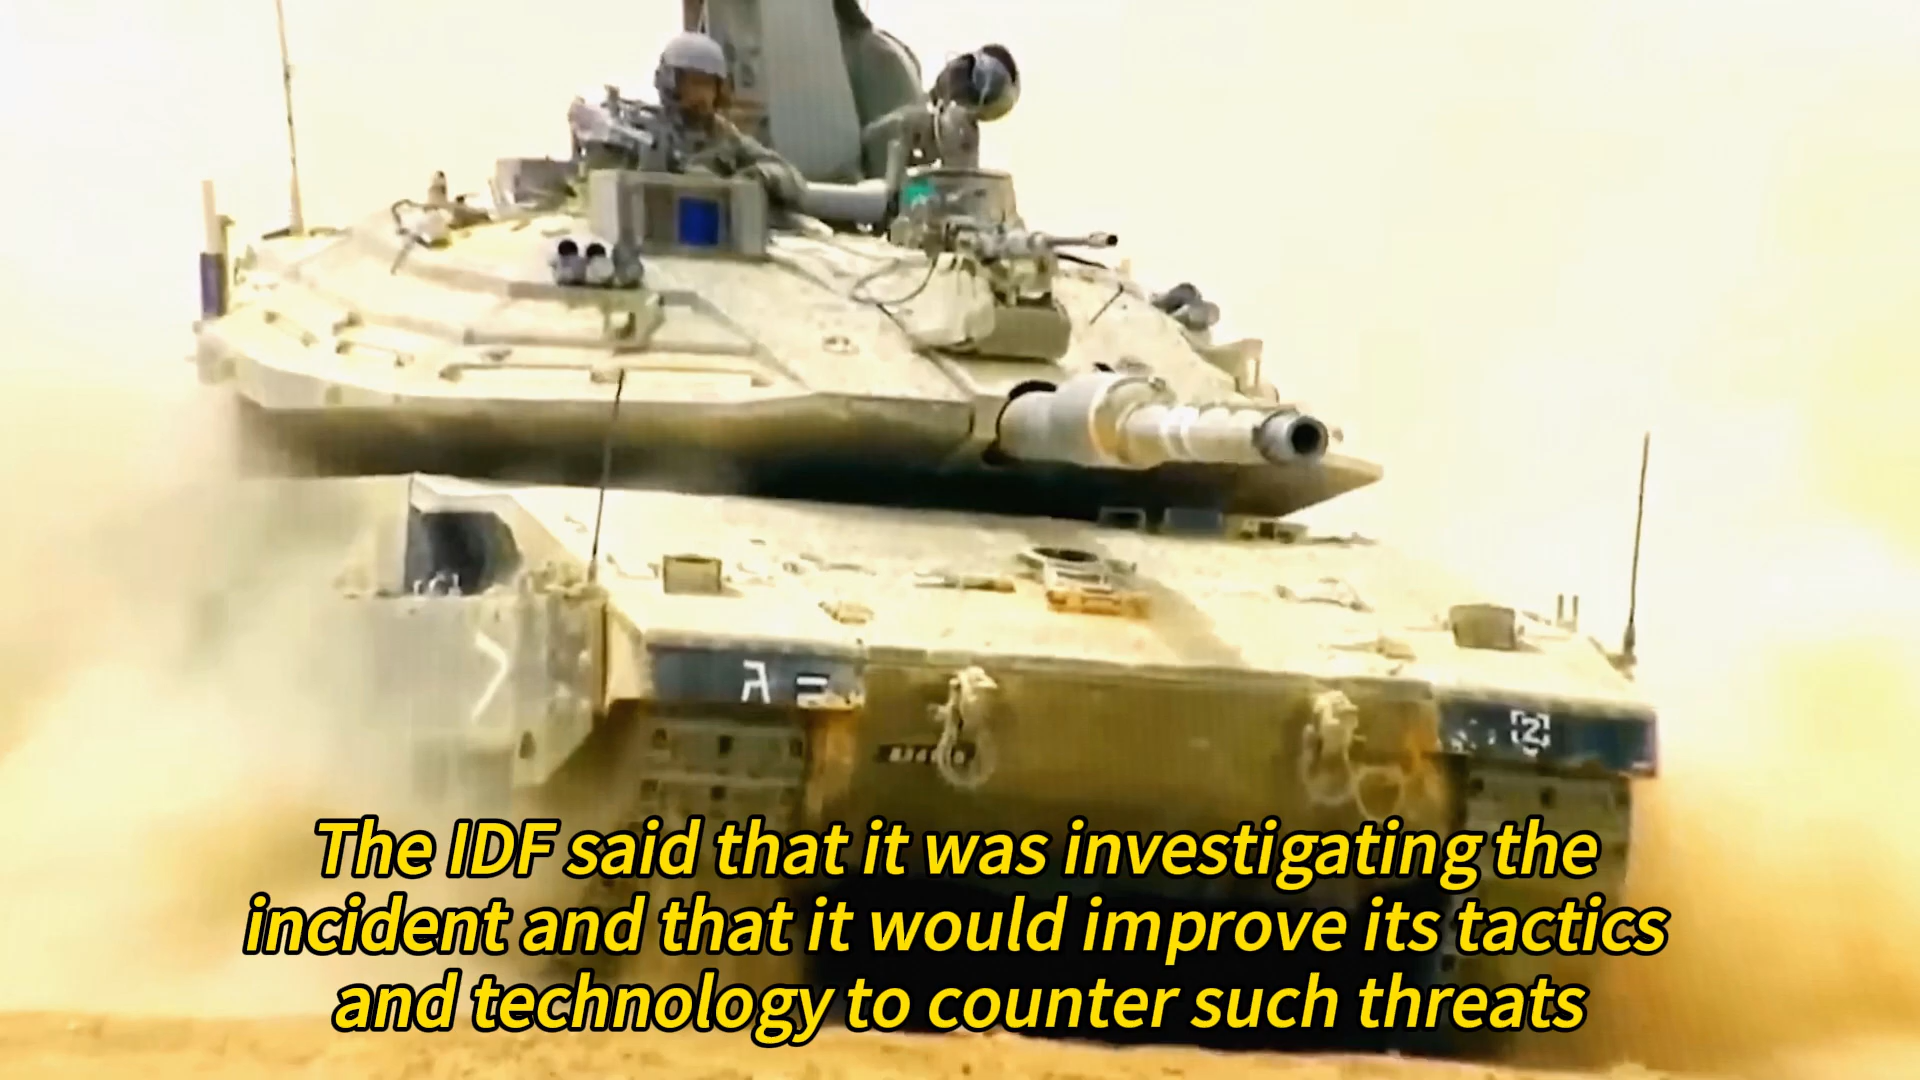 The IDF said that it was investigating the
incident and that it would improve its tactics
and technology to counter such threats